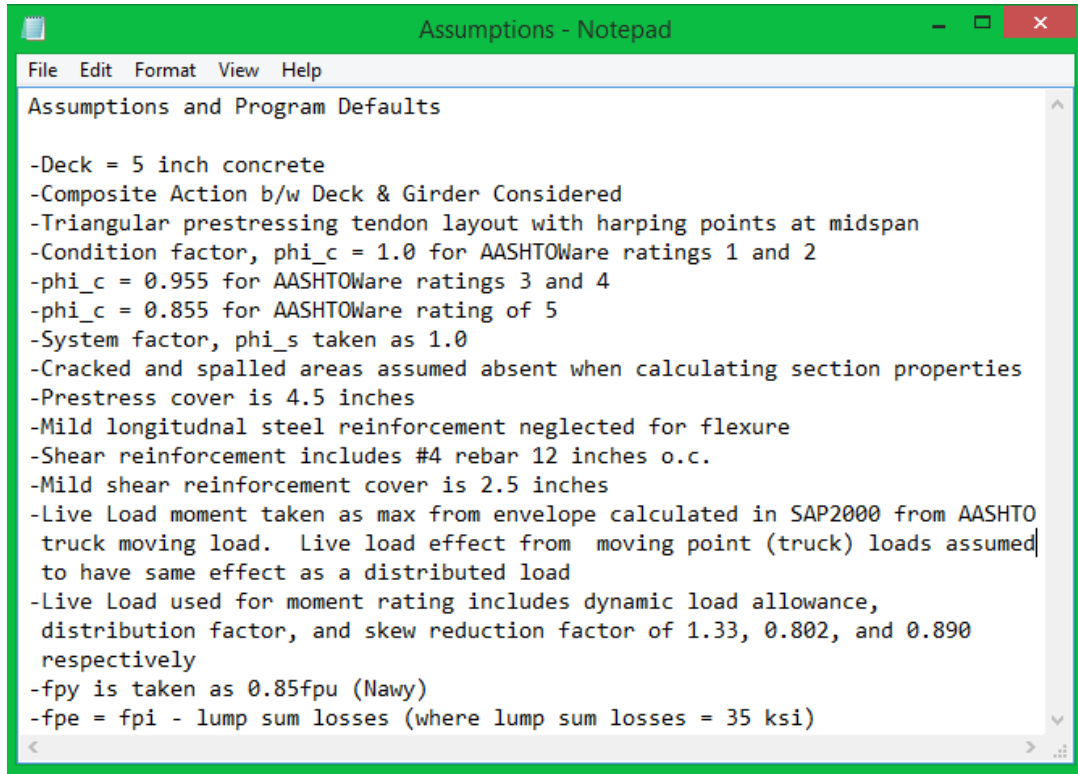 Assumptions - Notepad
File Edit Format View Help
Assumptions and Program Defaults
-Deck = 5 inch concrete
-Composite Action b/w Deck & Girder Considered
-Triangular prestressing tendon layout with harping points at midspan
-Condition factor, phi_c = 1.0 for AASHTOWare ratings 1 and 2
-phi_c = 0.955 for AASHTOWare ratings 3 and 4
-phi_c = 0.855 for AASHTOWare rating of 5
-System factor, phi_s taken as 1.0
-Cracked and spalled areas assumed absent when calculating section properties
-Prestress cover is 4.5 inches
-Mild longitudnal steel reinforcement neglected for flexure
-Shear reinforcement includes #4 rebar 12 inches o.c.
-Mild shear reinforcement cover is 2.5 inches
-Live Load moment taken as max from envelope calculated in SAP2000 from AASHTO
truck moving load.  Live load effect from  moving point (truck) loads assumed
to have same effect as a distributed load
-Live Load used for moment rating includes dynamic load allowance,
distribution factor, and skew reduction factor of 1.33, 0.802, and 0.890
respectively
-fpy is taken as 0.85fpu (Nawy)
-fpe = fpi - lump sum losses (where lump sum losses = 35 ksi)